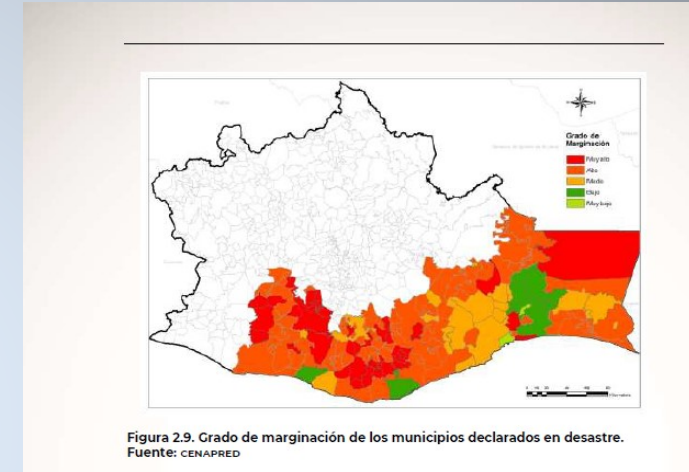 Grado de
Marginación
Muy alto
Alto
Medio
Bajo
Muy bajo
Figura 2.9. Grado de marginación de los municipios declarados en desastre.
Fuente: CENAPRED